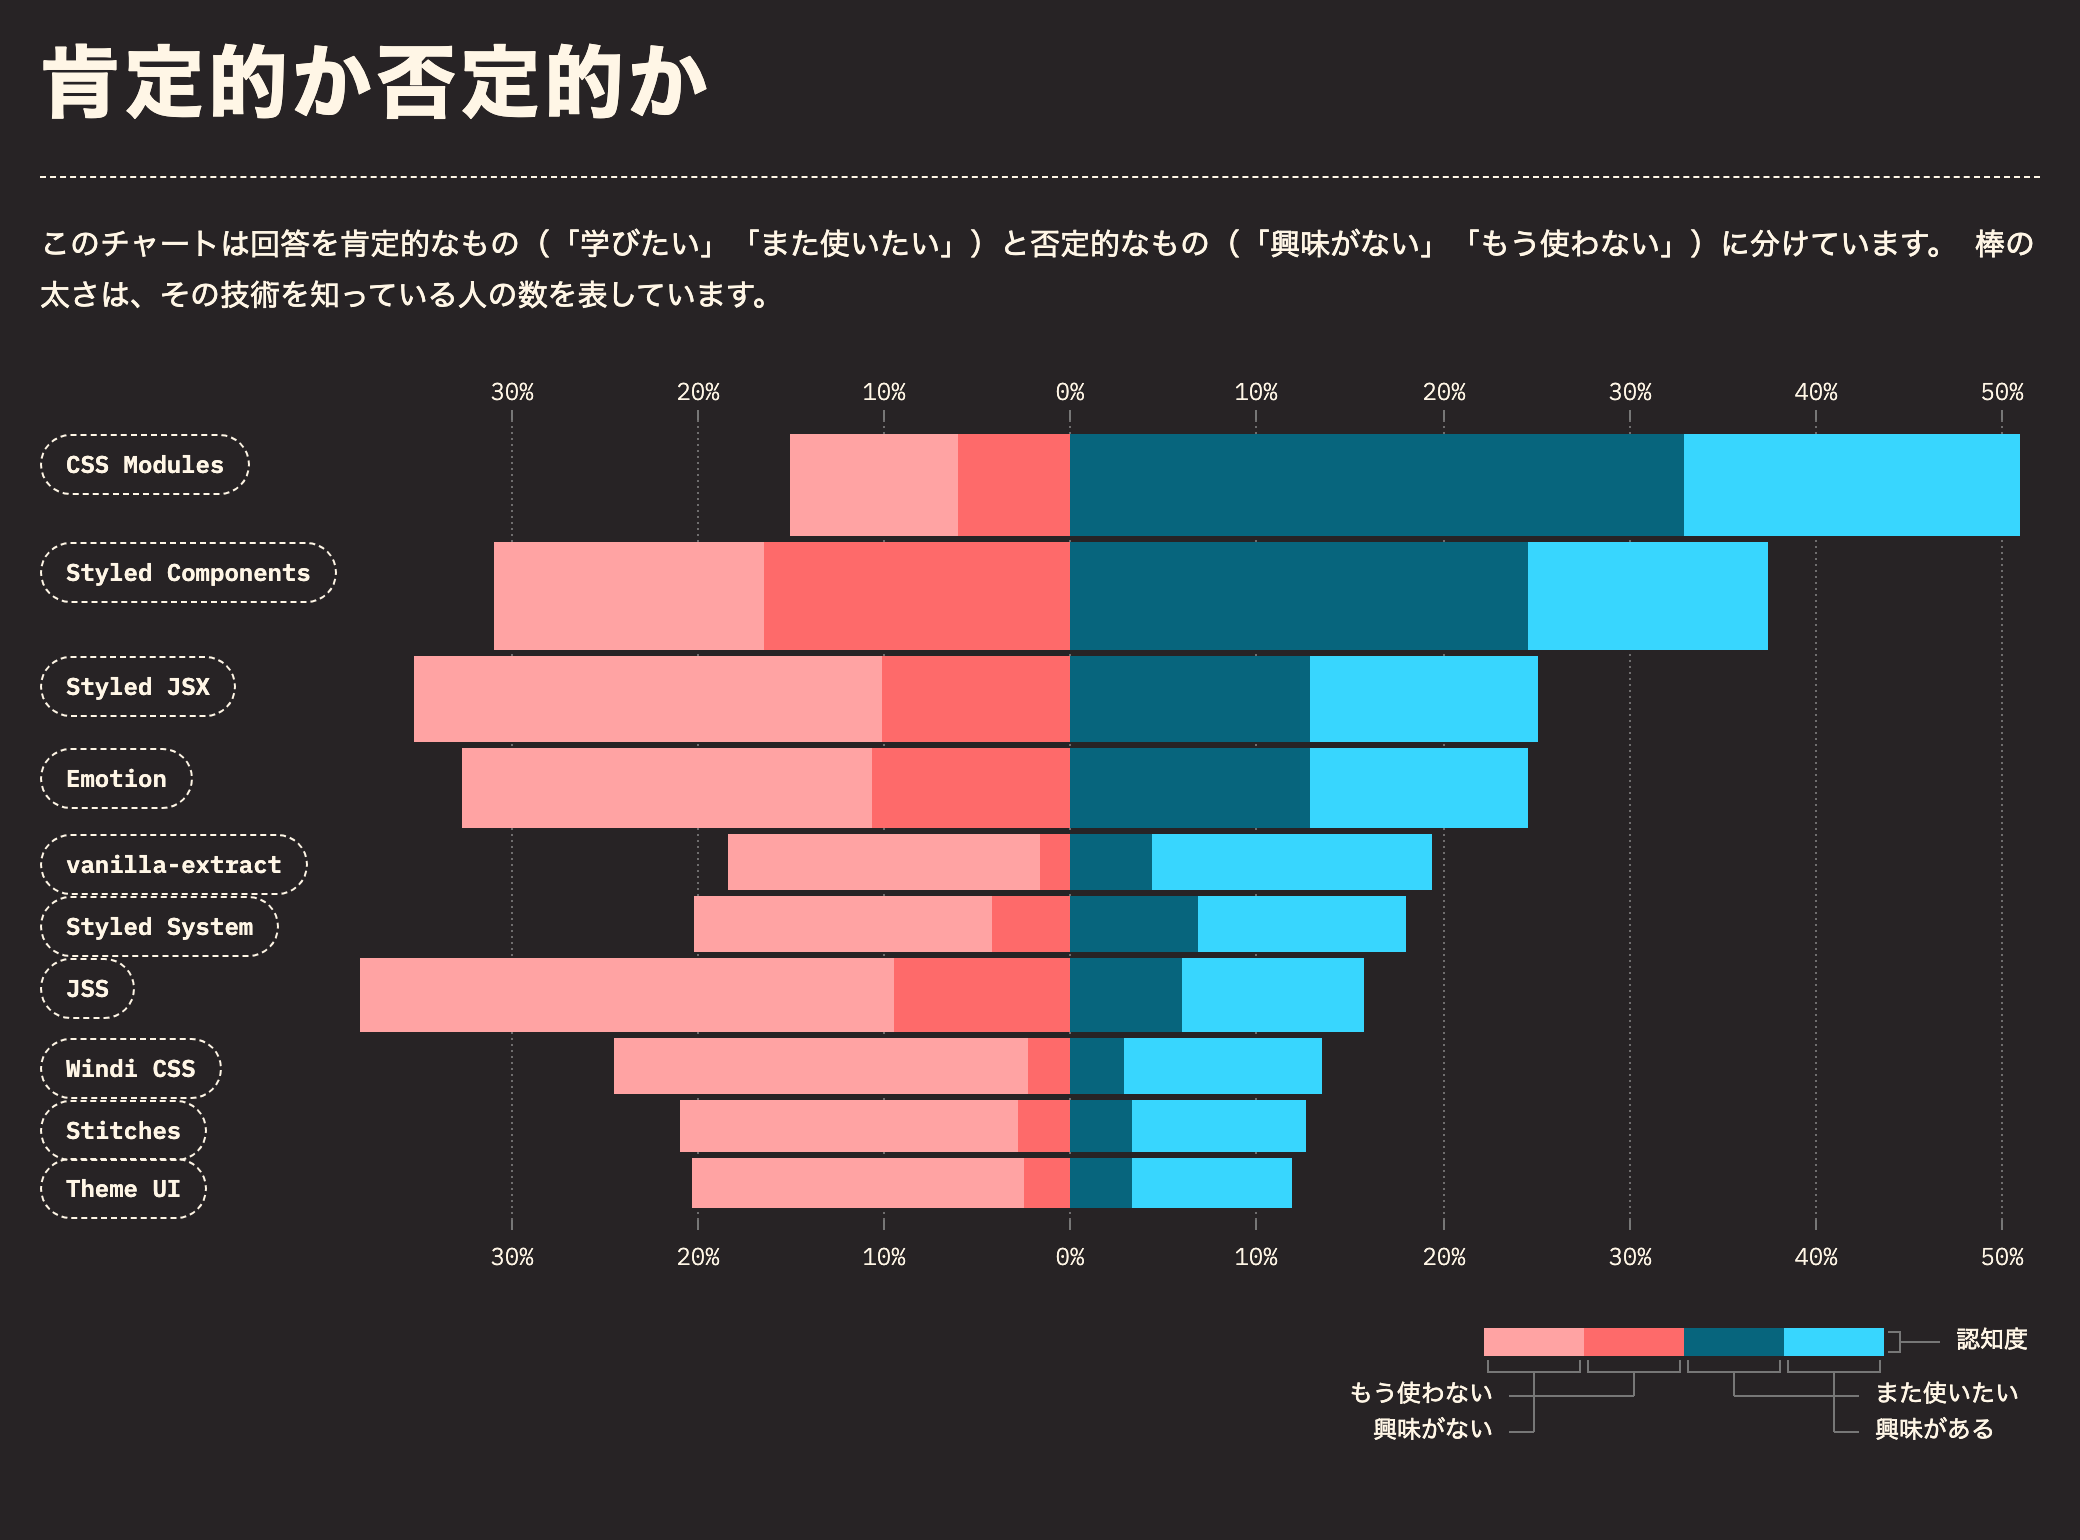 肯定的か否定的か
このチャートは回答を肯定的なもの（「学びたい」「また使いたい」）と否定的なもの（「興味がない」「もう使わない」）に分けています。 棒の
太さは、その技術を知っている人の数を表しています。
30% 20% 10% 0% 10% 20% 30% 40% 50%
CSS Modules
Styled Components
Styled JSX
Emotion
vanilla-extract
Styled System
JSS
Windi CSS
Stitches
Theme UI
30% 20% 10% 0% 10% 20% 30% 40% 50%
認知度
もう使わない また使いたい
興味がない 興味がある